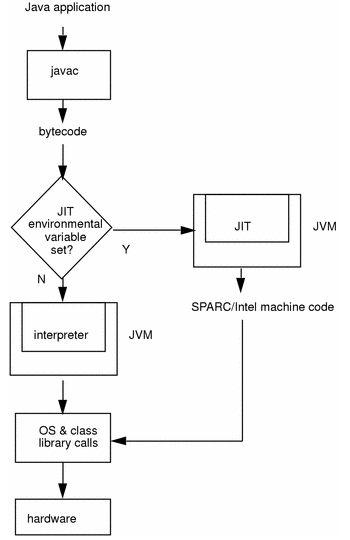 Java application
javac
bytecode
JIT
environmental
variable
set?
Y
JIT
JVM
N
SPARC/Intel machine code
interpreter
JVM
OS & class
library calls
hardware